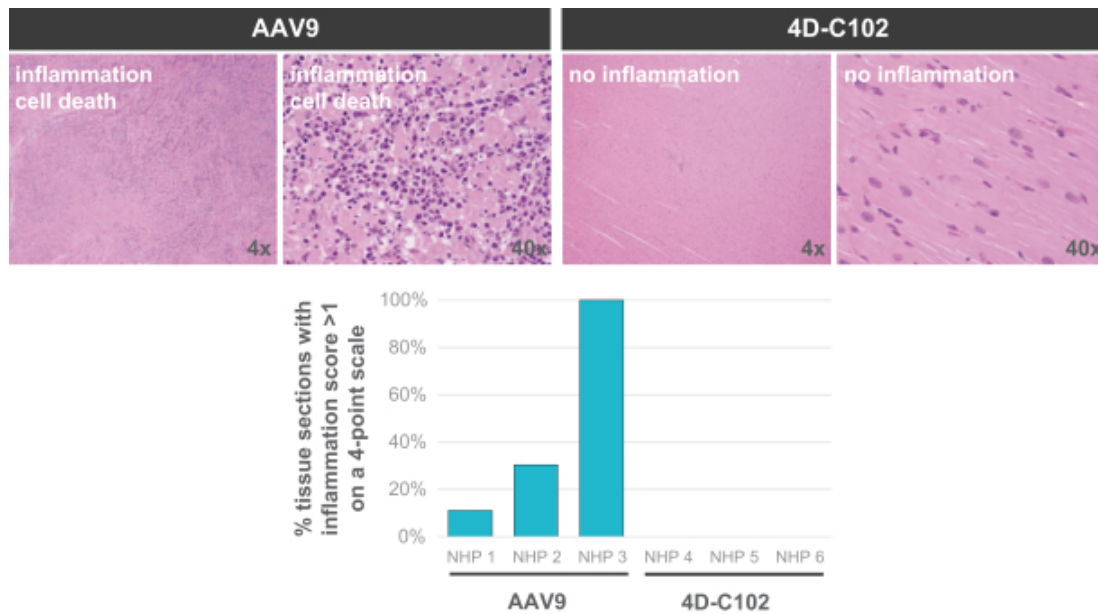 AAV9
4D-C102
inflammation
cell death
4x
inflammation
cell death
40x
no inflammation
4x
no inflammation
40x
% tissue sections with
inflammation score >1
on a 4-point scale
100%
80%
60%
40%
20%
0%
NHP 1
NHP 2
NHP 3
NHP 4
NHP 5
NHP 6
AAV9
4D-C102